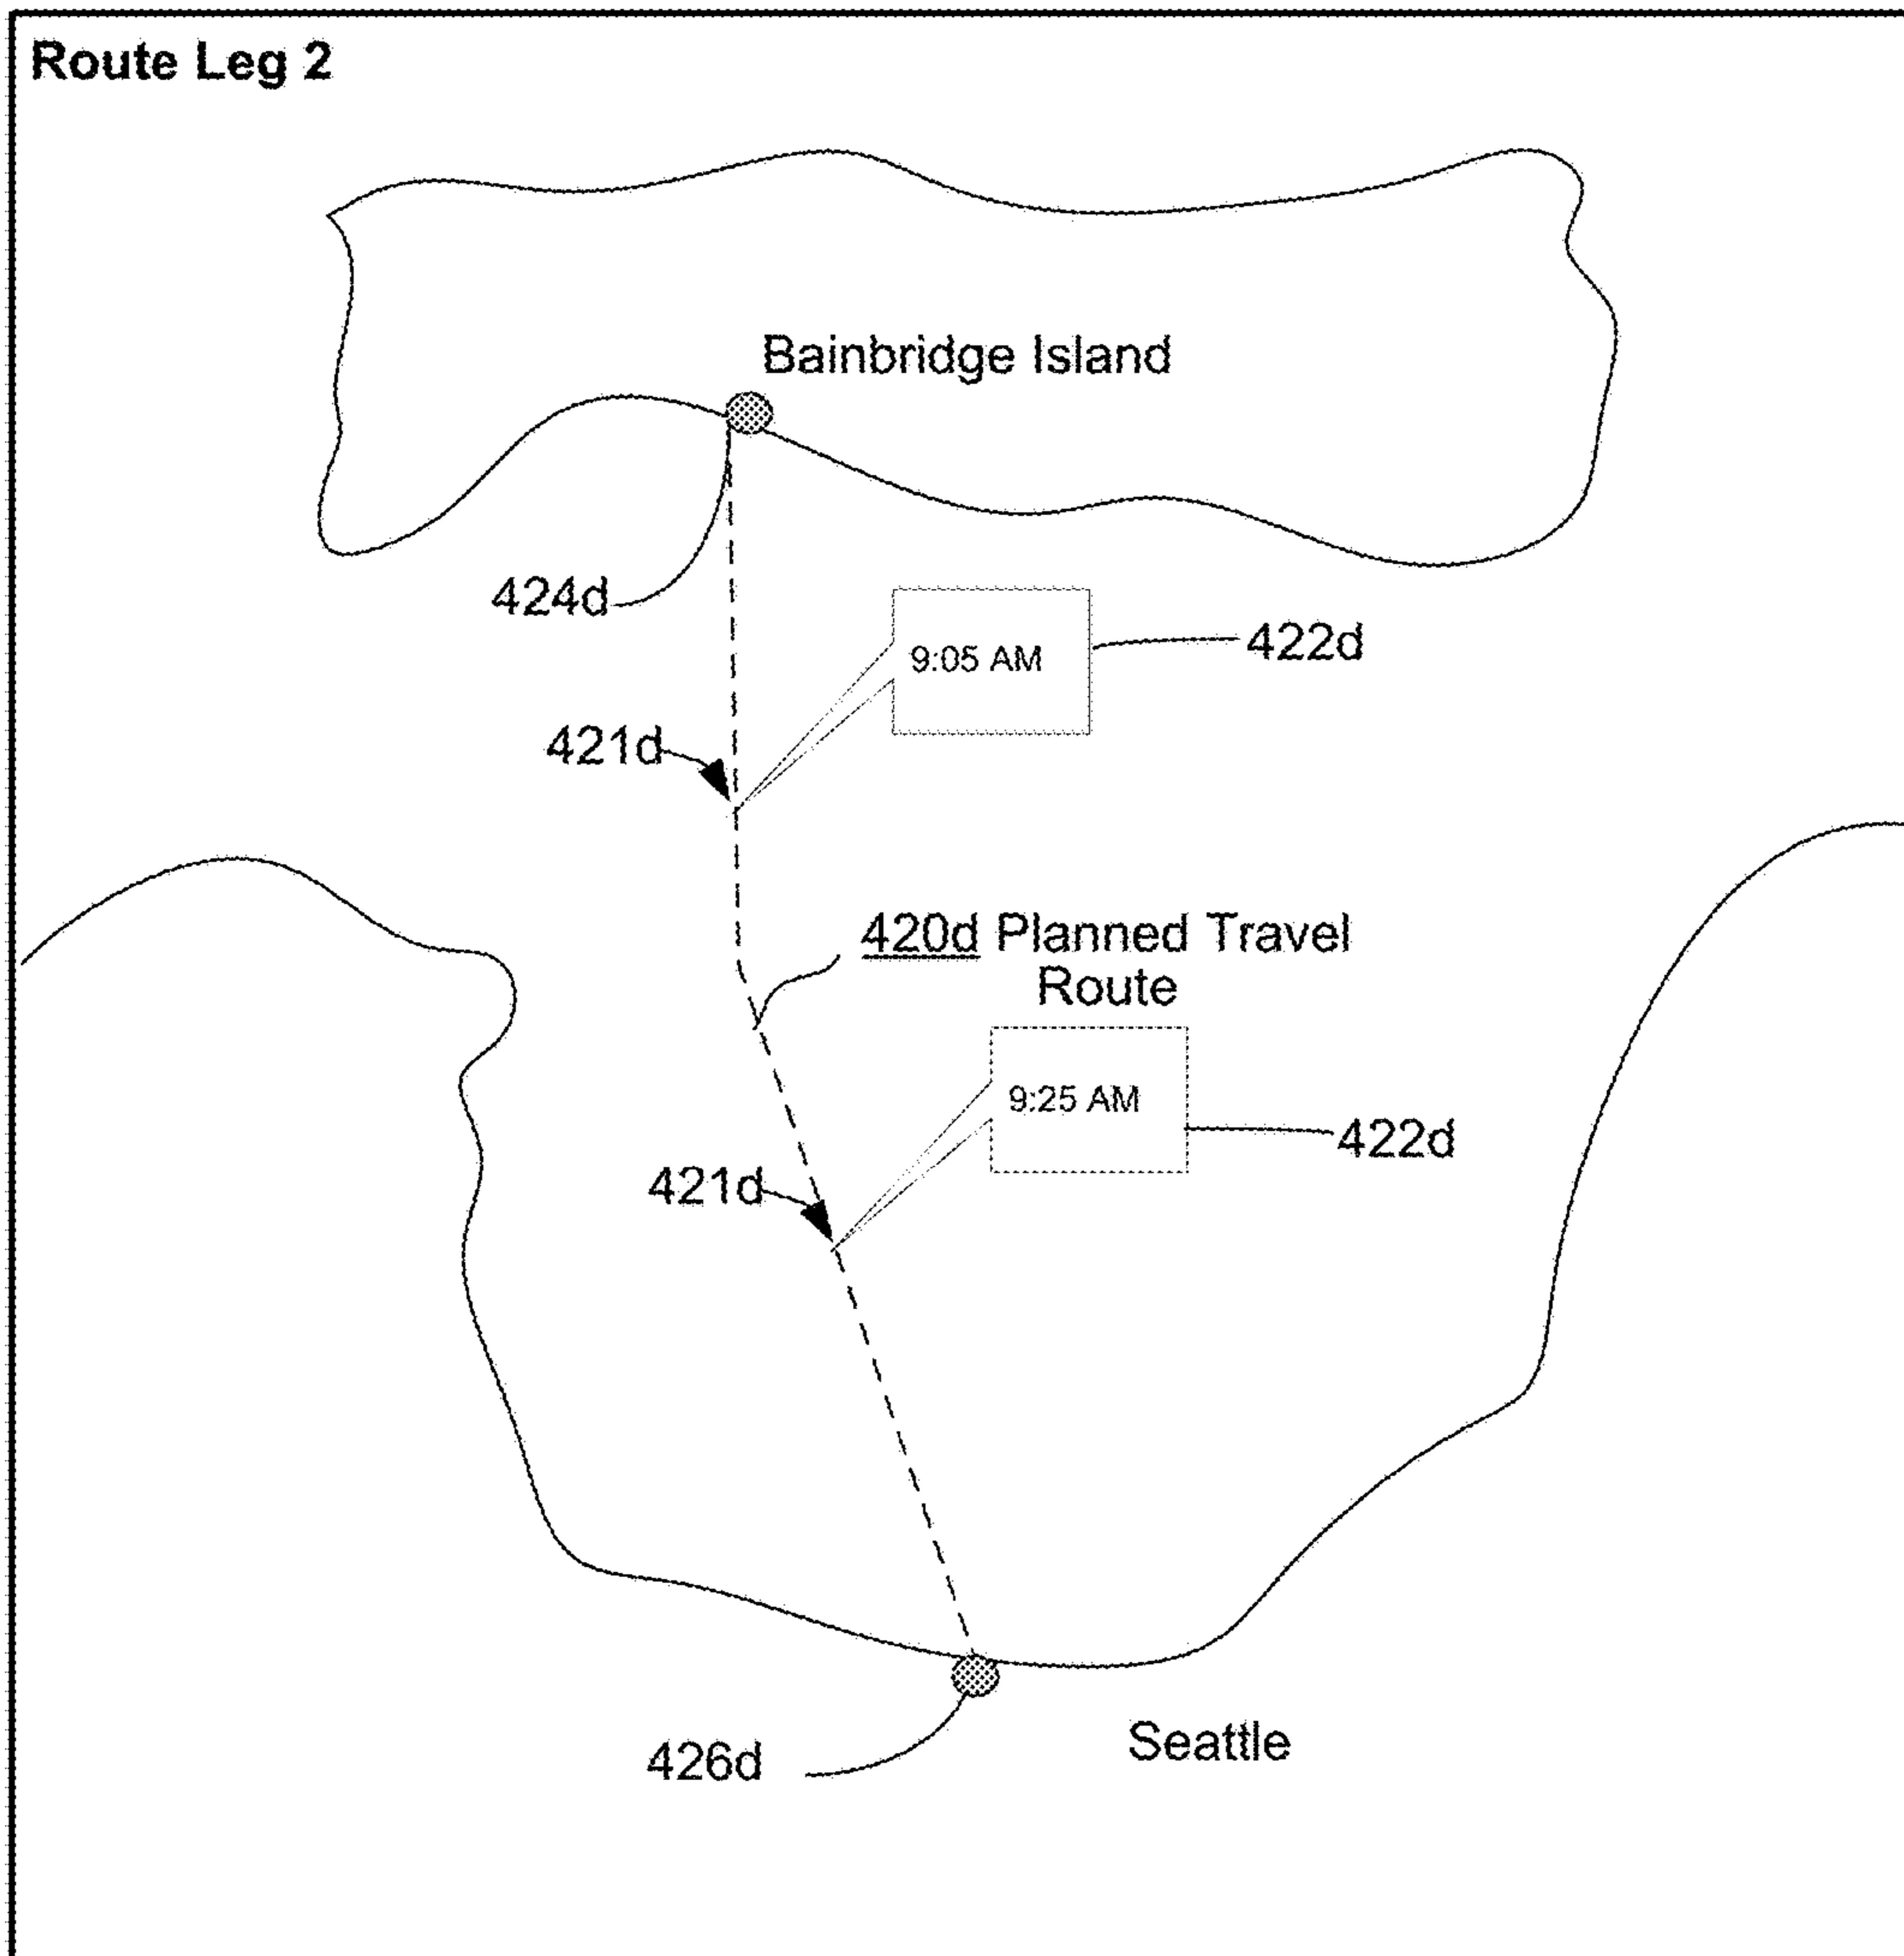 Route Leg 2
Bainbridge Island
424d
9:05 AM
422d
421d
420d Planned Travel
Route
9:25 AM
422d
421d
426d
Seattle